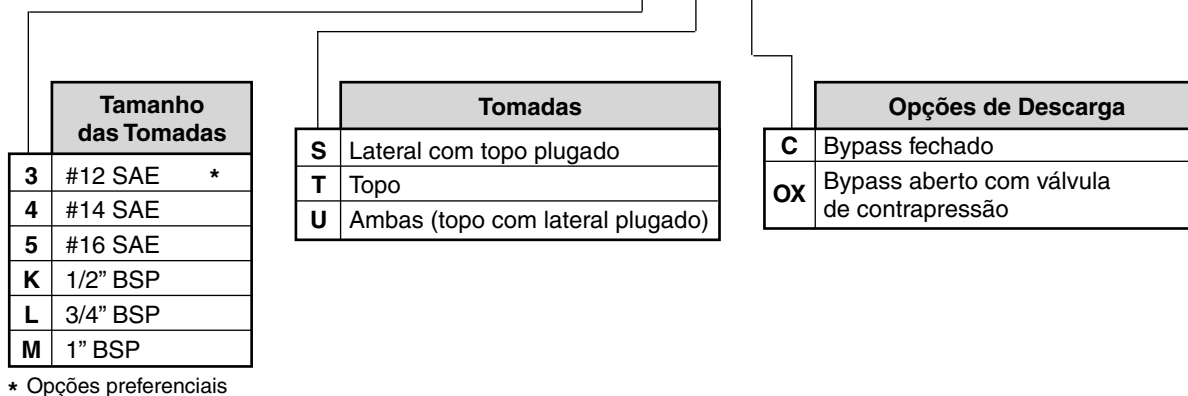 Tamanho
das Tomadas
3 #12 SAE *
4 #14 SAE
5 #16 SAE
K 1/2” BSP
L 3/4” BSP
M 1” BSP
* Opções preferenciais
Tomadas
S Lateral com topo plugado
T Topo
U Ambas (topo com lateral plugado)
Opções de Descarga
C Bypass fechado
OX Bypass aberto com válvula
de contrapressão